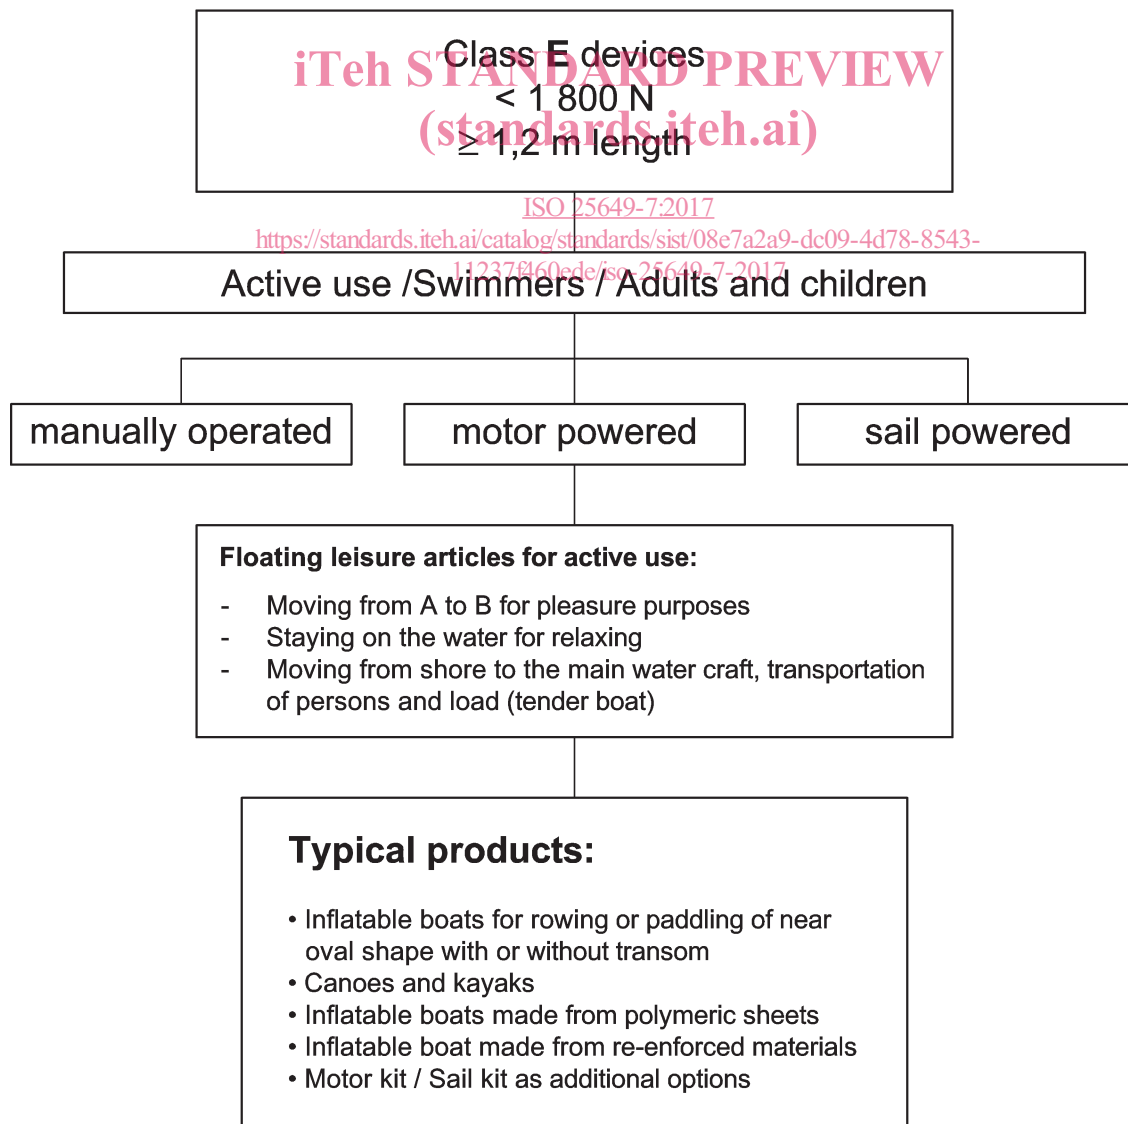 Class E devices
iTeh STANDARD PREVIEW
< 1 800 N
(standards.iteh.ai)
≥ 1,2 m length
ISO 25649-7:2017
https://standards.iteh.ai/catalog/standards/sist/08e7a2a9-dc09-4d78-8543-
11237f460ede/iso-25649-7-2017
Active use /Swimmers / Adults and children
manually operated
motor powered
sail powered
Floating leisure articles for active use:
- Moving from A to B for pleasure purposes
- Staying on the water for relaxing
- Moving from shore to the main water craft, transportation
of persons and load (tender boat)
Typical products:
• Inflatable boats for rowing or paddling of near
oval shape with or without transom
• Canoes and kayaks
• Inflatable boats made from polymeric sheets
• Inflatable boat made from re-enforced materials
• Motor kit / Sail kit as additional options